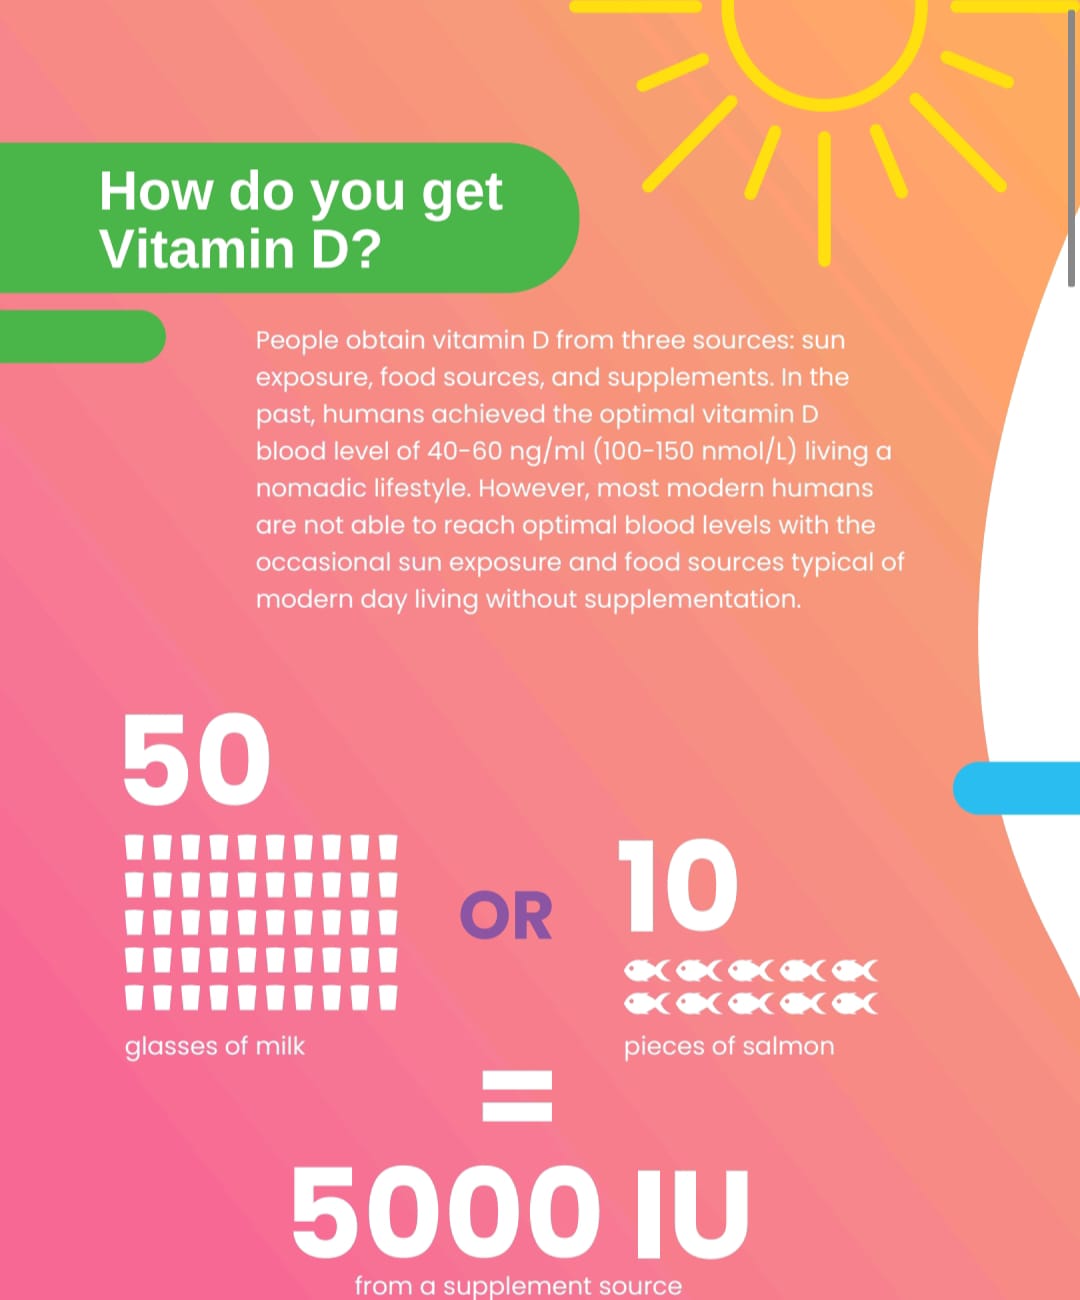 How do you get
Vitamin D?
People obtain vitamin D from three sources: sun
exposure, food sources, and supplements. In the
past, humans achieved the optimal vitamin D
blood level of 40-60 ng/ml (100-150 nmol/L) living a
nomadic lifestyle. However, most modern humans
are not able to reach optimal blood levels with the
occasional sun exposure and food sources typical of
modern day living without supplementation.
50
glasses of milk
OR
10
pieces of salmon
=
5000 IU
from a supplement source